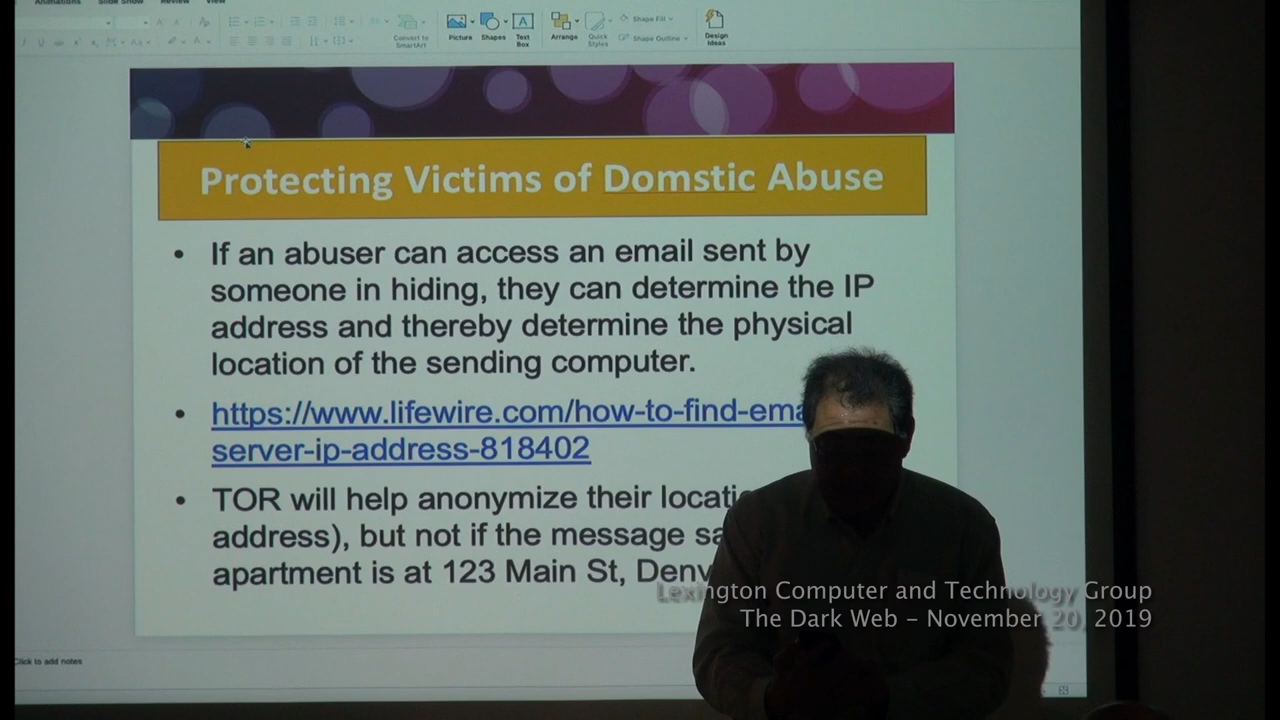 Animations Slide Show Review View
Convert to
SmartArt
Picture
Shapes
Text
Box
Arrange
Quick
Styles
Shape Fill
Shape Outline
Design
Ideas
Protecting Victims of Domstic Abuse
• If an abuser can access an email sent by
someone in hiding, they can determine the IP
address and thereby determine the physical
location of the sending computer.
• https://www.lifewire.com/how-to-find-ema
server-ip-address-818402
• TOR will help anonymize their locati
address), but not if the message sa
apartment is at 123 Main St, Denv
Lexington Computer and Technology Group
The Dark Web – November 20, 2019
Click to add notes